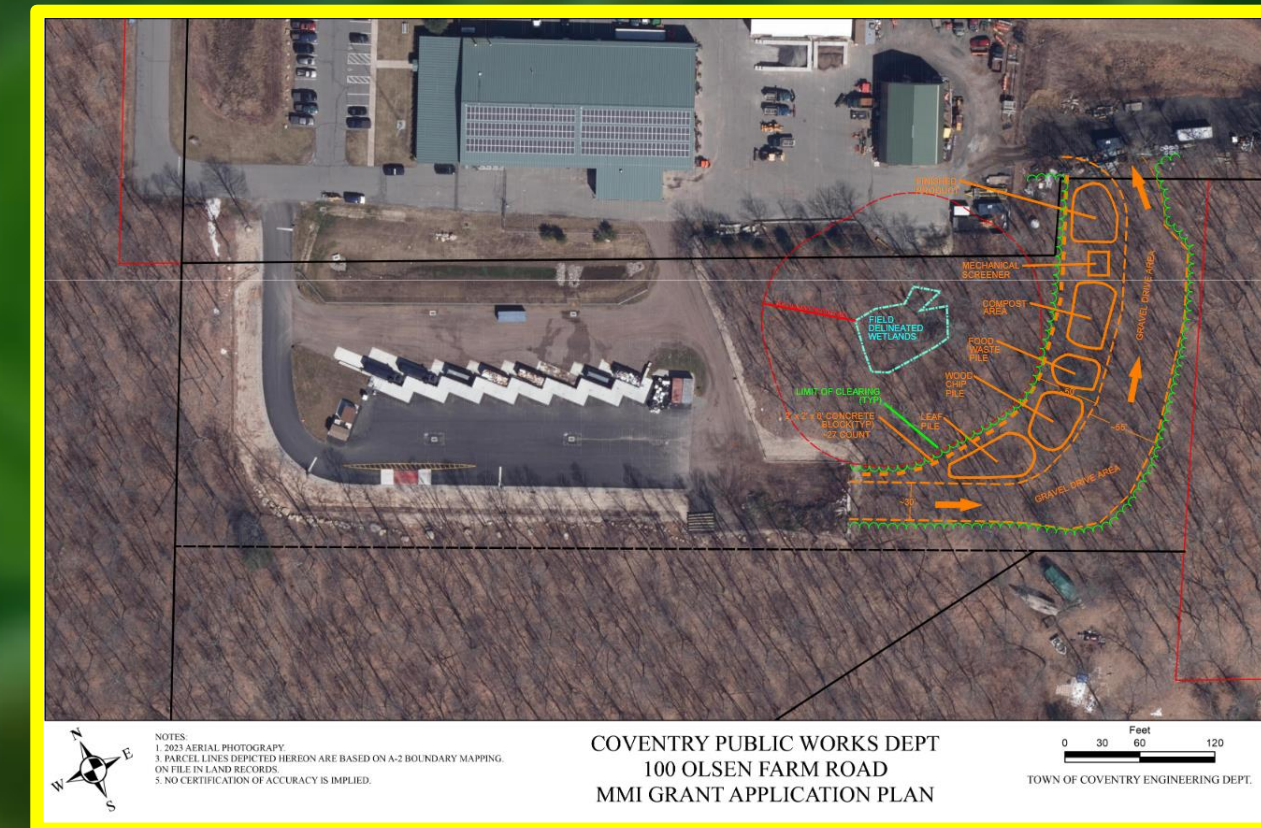 FINISHED
PRODUCT
MECHANICAL
SCREENER
COMPOST
AREA
GRAVEL DRIVE AREA
FIELD
DELINEATED
WETLANDS
FOOD
WASTE
PILE
WOOD
CHIP
PILE
LIMIT OF CLEARING
(TYP)
2' x 2' x 6' CONCRETE
BLOCK(TYP)
~27 COUNT
LEAF
PILE
~50'
~55'
GRAVEL DRIVE AREA
~30'
N
E
W
S
NOTES:
1. 2023 AERIAL PHOTOGRAPY.
3. PARCEL LINES DEPICTED HEREON ARE BASED ON A-2 BOUNDARY MAPPING.
ON FILE IN LAND RECORDS.
5. NO CERTIFICATION OF ACCURACY IS IMPLIED.
COVENTRY PUBLIC WORKS DEPT
100 OLSEN FARM ROAD
MMI GRANT APPLICATION PLAN
Feet
0 30 60 120
TOWN OF COVENTRY ENGINEERING DEPT.